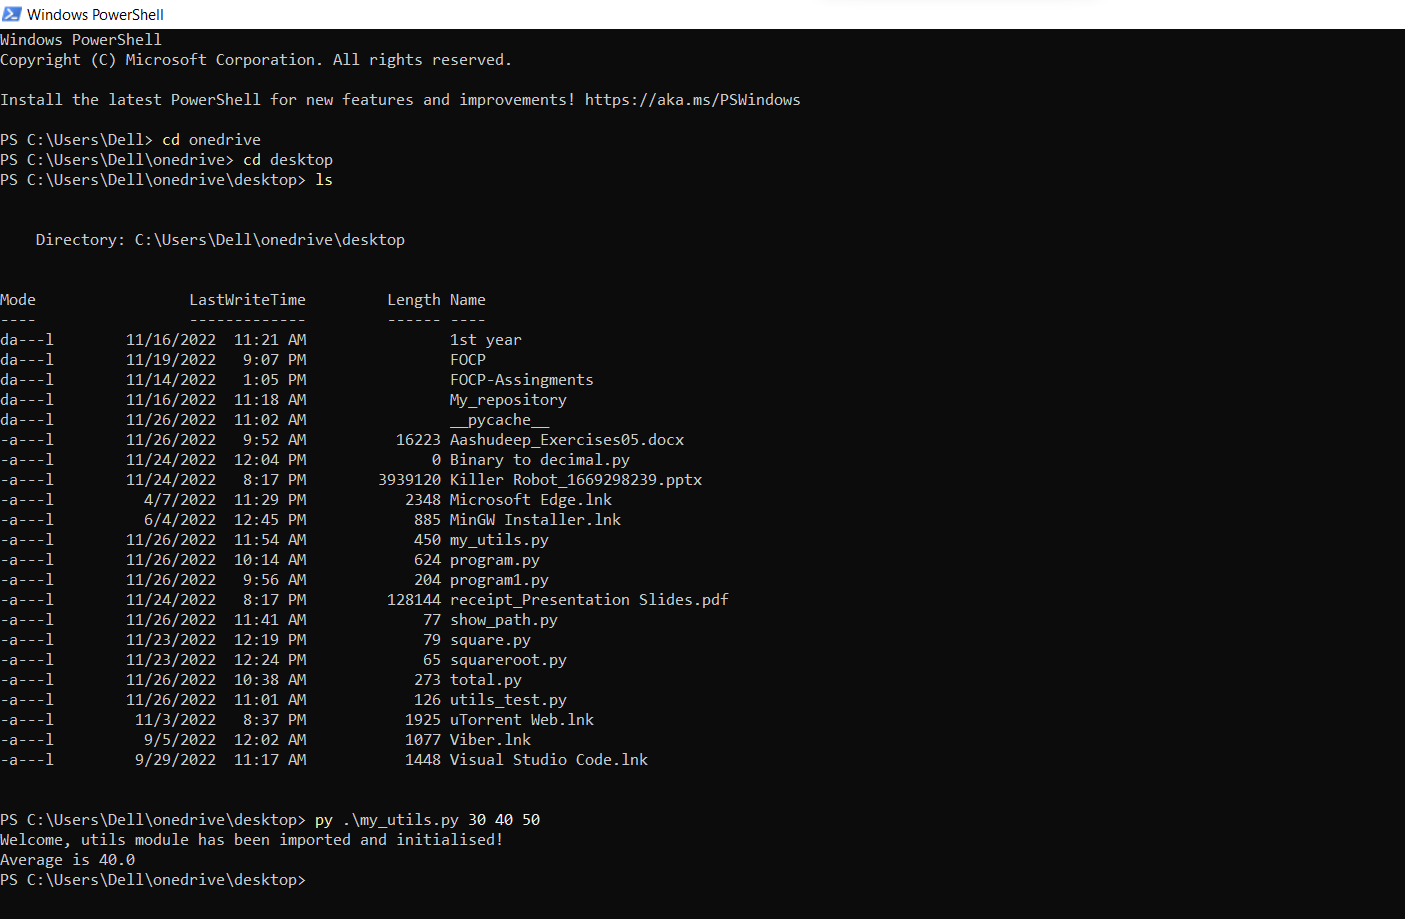 Windows PowerShell
Windows PowerShell
Copyright (C) Microsoft Corporation. All rights reserved.
Install the latest PowerShell for new features and improvements! https://aka.ms/PSWindows
PS C:\Users\Dell> cd onedrive
PS C:\Users\Dell\onedrive> cd desktop
PS C:\Users\Dell\onedrive\desktop> ls
Directory: C:\Users\Dell\onedrive\desktop
Mode LastWriteTime Length Name
---- ------------- ------ ----
da---l 11/16/2022 11:21 AM 1st year
da---l 11/19/2022 9:07 PM FOCP
da---l 11/14/2022 1:05 PM FOCP-Assingments
da---l 11/16/2022 11:18 AM My_repository
da---l 11/26/2022 11:02 AM __pycache__
-a---l 11/26/2022 9:52 AM 16223 Aashudeep_Exercises05.docx
-a---l 11/24/2022 12:04 PM 0 Binary to decimal.py
-a---l 11/24/2022 8:17 PM 3939120 Killer Robot_1669298239.pptx
-a---l 4/7/2022 11:29 PM 2348 Microsoft Edge.lnk
-a---l 6/4/2022 12:45 PM 885 MinGW Installer.lnk
-a---l 11/26/2022 11:54 AM 450 my_utils.py
-a---l 11/26/2022 10:14 AM 624 program.py
-a---l 11/26/2022 9:56 AM 204 program1.py
-a---l 11/24/2022 8:17 PM 128144 receipt_Presentation Slides.pdf
-a---l 11/26/2022 11:41 AM 77 show_path.py
-a---l 11/23/2022 12:19 PM 79 square.py
-a---l 11/23/2022 12:24 PM 65 squareroot.py
-a---l 11/26/2022 10:38 AM 273 total.py
-a---l 11/26/2022 11:01 AM 126 utils_test.py
-a---l 11/3/2022 8:37 PM 1925 uTorrent Web.lnk
-a---l 9/5/2022 12:02 AM 1077 Viber.lnk
-a---l 9/29/2022 11:17 AM 1448 Visual Studio Code.lnk
PS C:\Users\Dell\onedrive\desktop> py .\my_utils.py 30 40 50
Welcome, utils module has been imported and initialised!
Average is 40.0
PS C:\Users\Dell\onedrive\desktop>